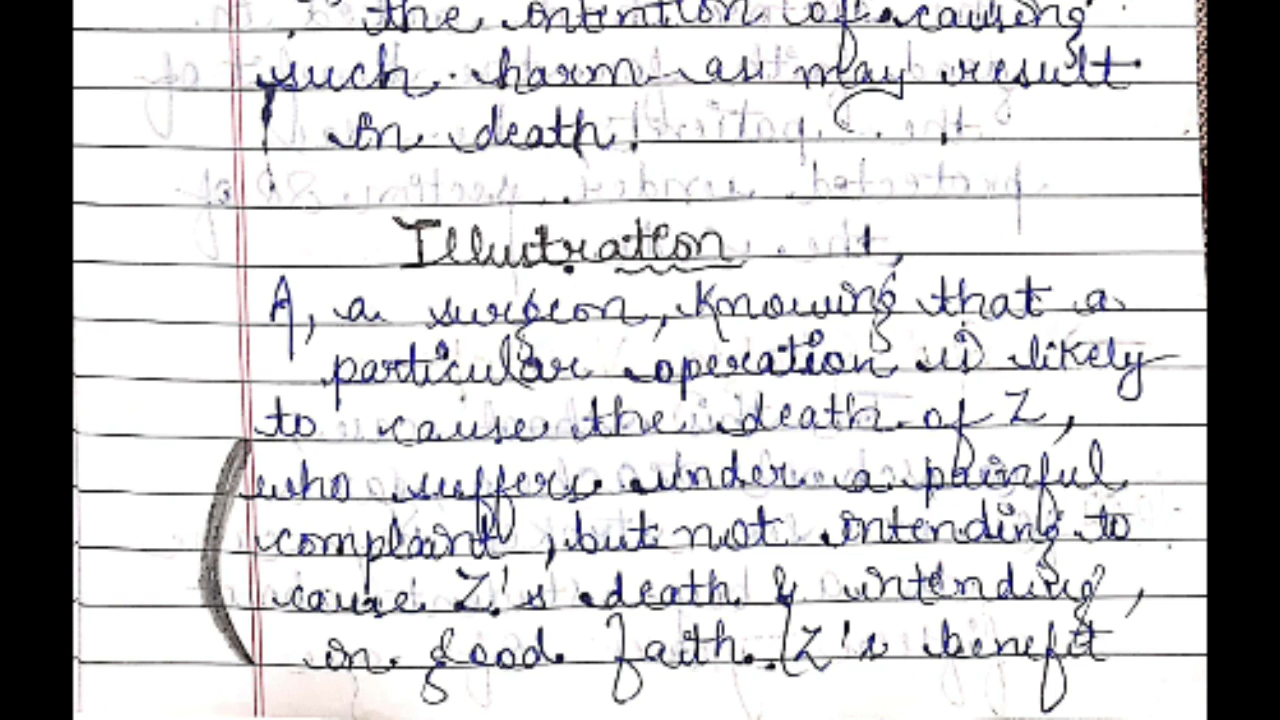 the intention of causing
such harm as may result
in death!
Illustration
A, a surgeon, knowing that a
particular operation is likely
to cause the death of Z,
who suffers under a painful
complaint, but not intending to
cause Z's death & intending,
in good faith. Z's benefit